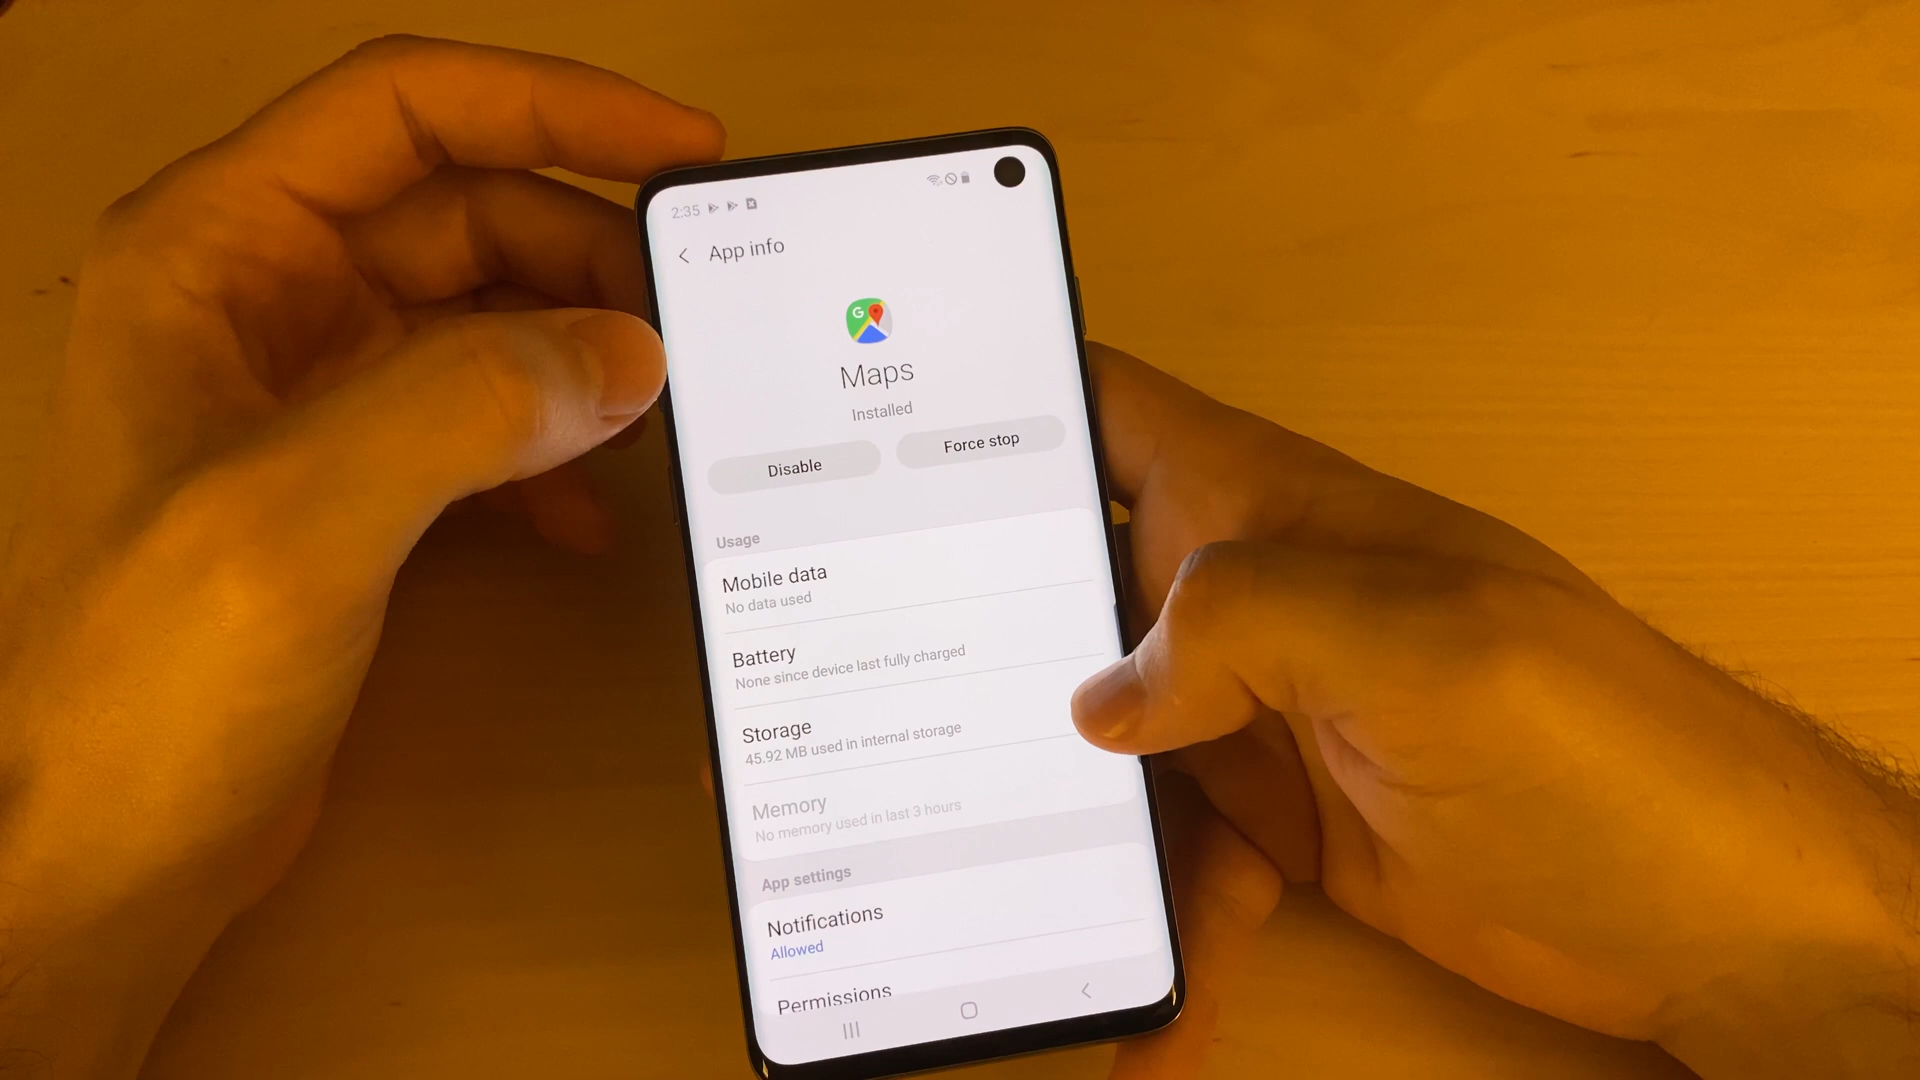 2:35
App info
G
Maps
Installed
Disable
Force stop
Usage
Mobile data
No data used
Battery
None since device last fully charged
Storage
45.92 MB used in internal storage
Memory
No memory used in last 3 hours
App settings
Notifications
Allowed
Permissions